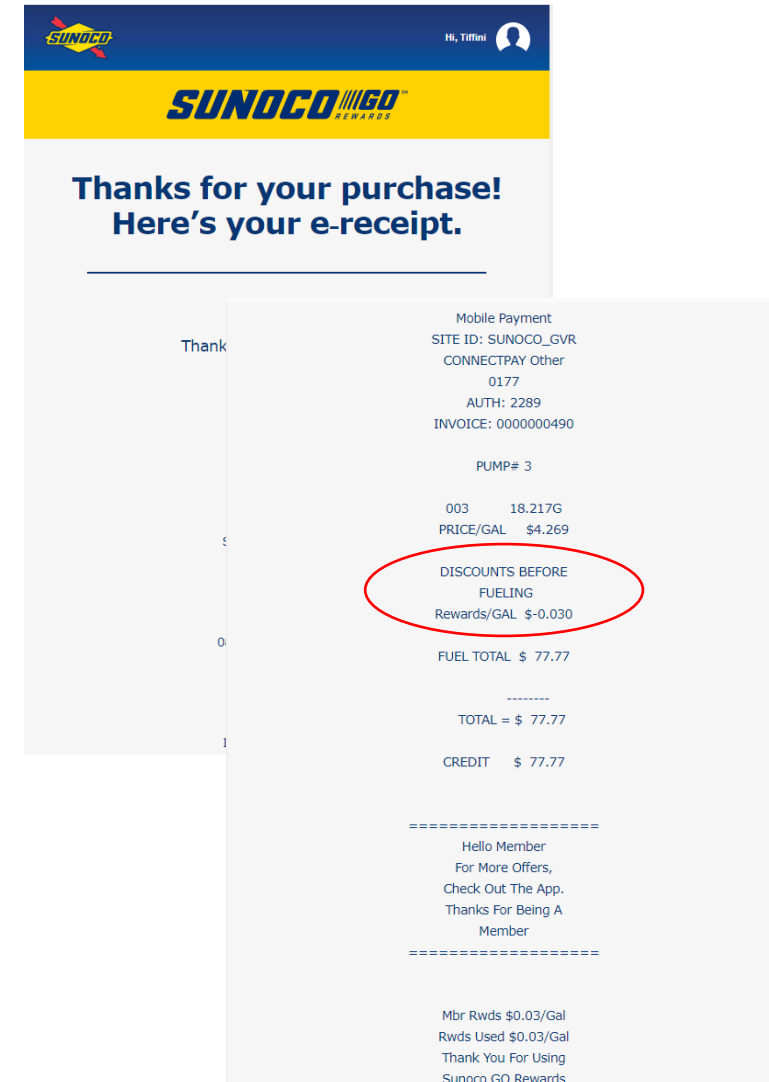 SUNOCO
Hi, Tiffini
SUNOCO GO℠
REWARDS
Thanks for your purchase!
Here’s your e-receipt.
Thank
Mobile Payment
SITE ID: SUNOCO_GVR
CONNECTPAY Other
0177
AUTH: 2289
INVOICE: 0000000490
PUMP# 3
003 18.217G
PRICE/GAL $4.269
DISCOUNTS BEFORE
FUELING
Rewards/GAL $-0.030
FUEL TOTAL $ 77.77
--------
TOTAL = $ 77.77
CREDIT $ 77.77
===================
Hello Member
For More Offers,
Check Out The App.
Thanks For Being A
Member
===================
Mbr Rwds $0.03/Gal
Rwds Used $0.03/Gal
Thank You For Using
Sunoco GO Rewards